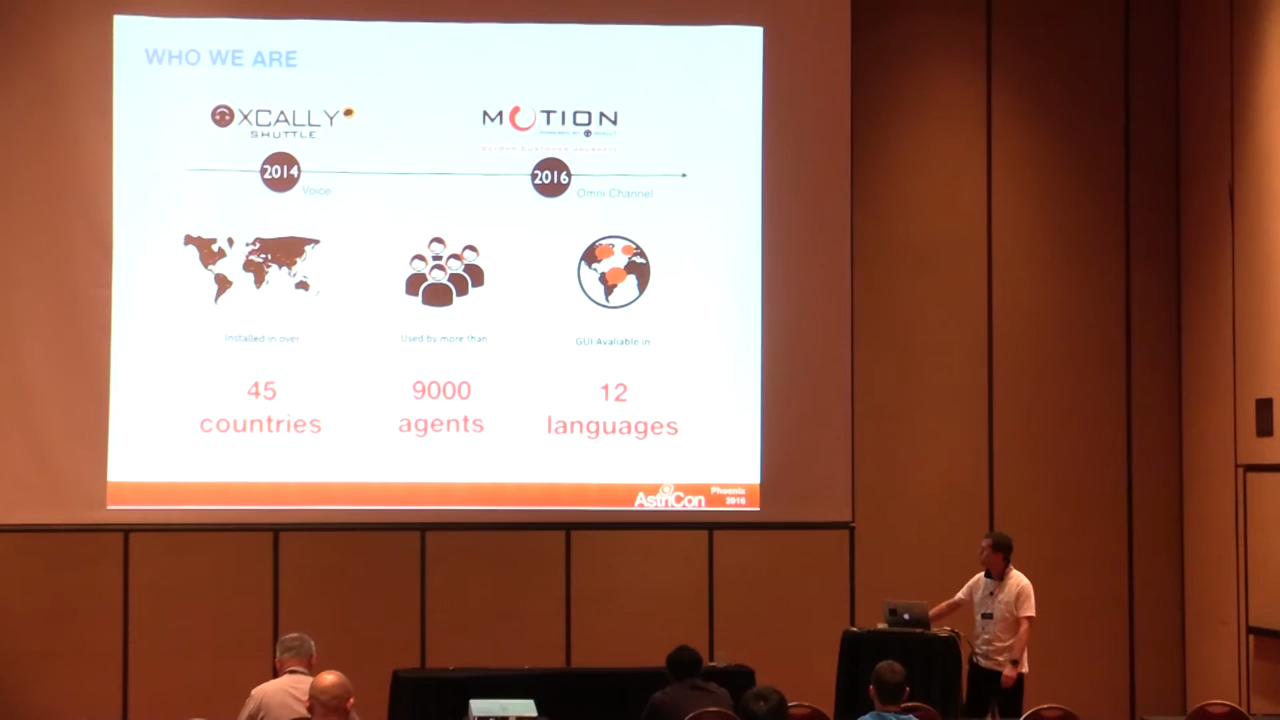 WHO WE ARE
XCALLY
SHUTTLE
MOTION
2014
Voice
2016
Omni Channel
Installed in over
45
countries
Used by more than
9000
agents
GUI Avaliable in
12
languages
AstriCon
Phoenix
2016